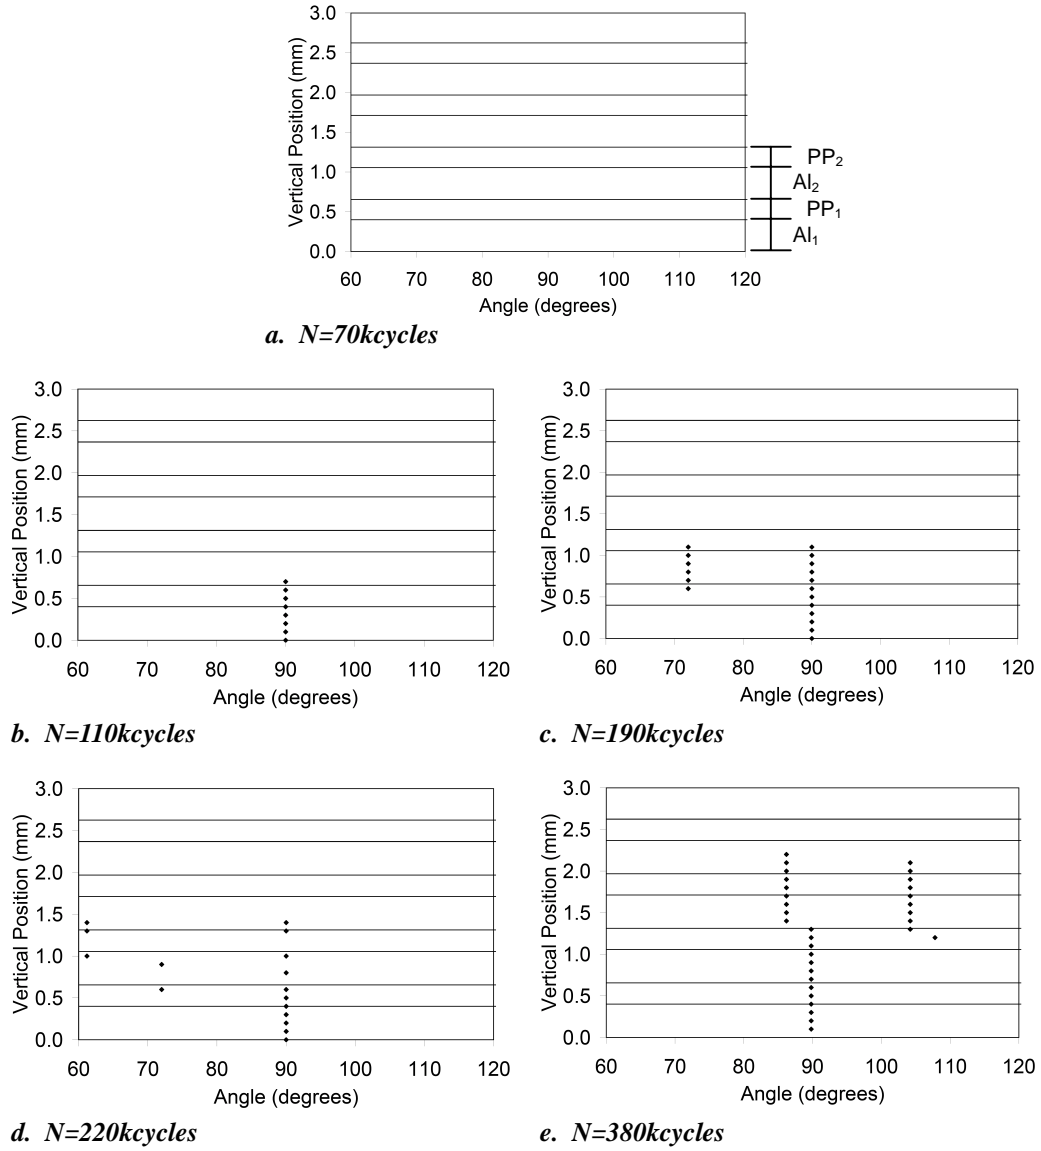 3.0
2.5
2.0
1.5
1.0
0.5
0.0
Vertical Position (mm)
PP2
Al2
PP1
Al1
60 70 80 90 100 110 120
Angle (degrees)
a. N=70kcycles
3.0
2.5
2.0
1.5
1.0
0.5
0.0
Vertical Position (mm)
60 70 80 90 100 110 120
Angle (degrees)
b. N=110kcycles
3.0
2.5
2.0
1.5
1.0
0.5
0.0
Vertical Position (mm)
60 70 80 90 100 110 120
Angle (degrees)
c. N=190kcycles
3.0
2.5
2.0
1.5
1.0
0.5
0.0
Vertical Position (mm)
60 70 80 90 100 110 120
Angle (degrees)
d. N=220kcycles
3.0
2.5
2.0
1.5
1.0
0.5
0.0
Vertical Position (mm)
60 70 80 90 100 110 120
Angle (degrees)
e. N=380kcycles